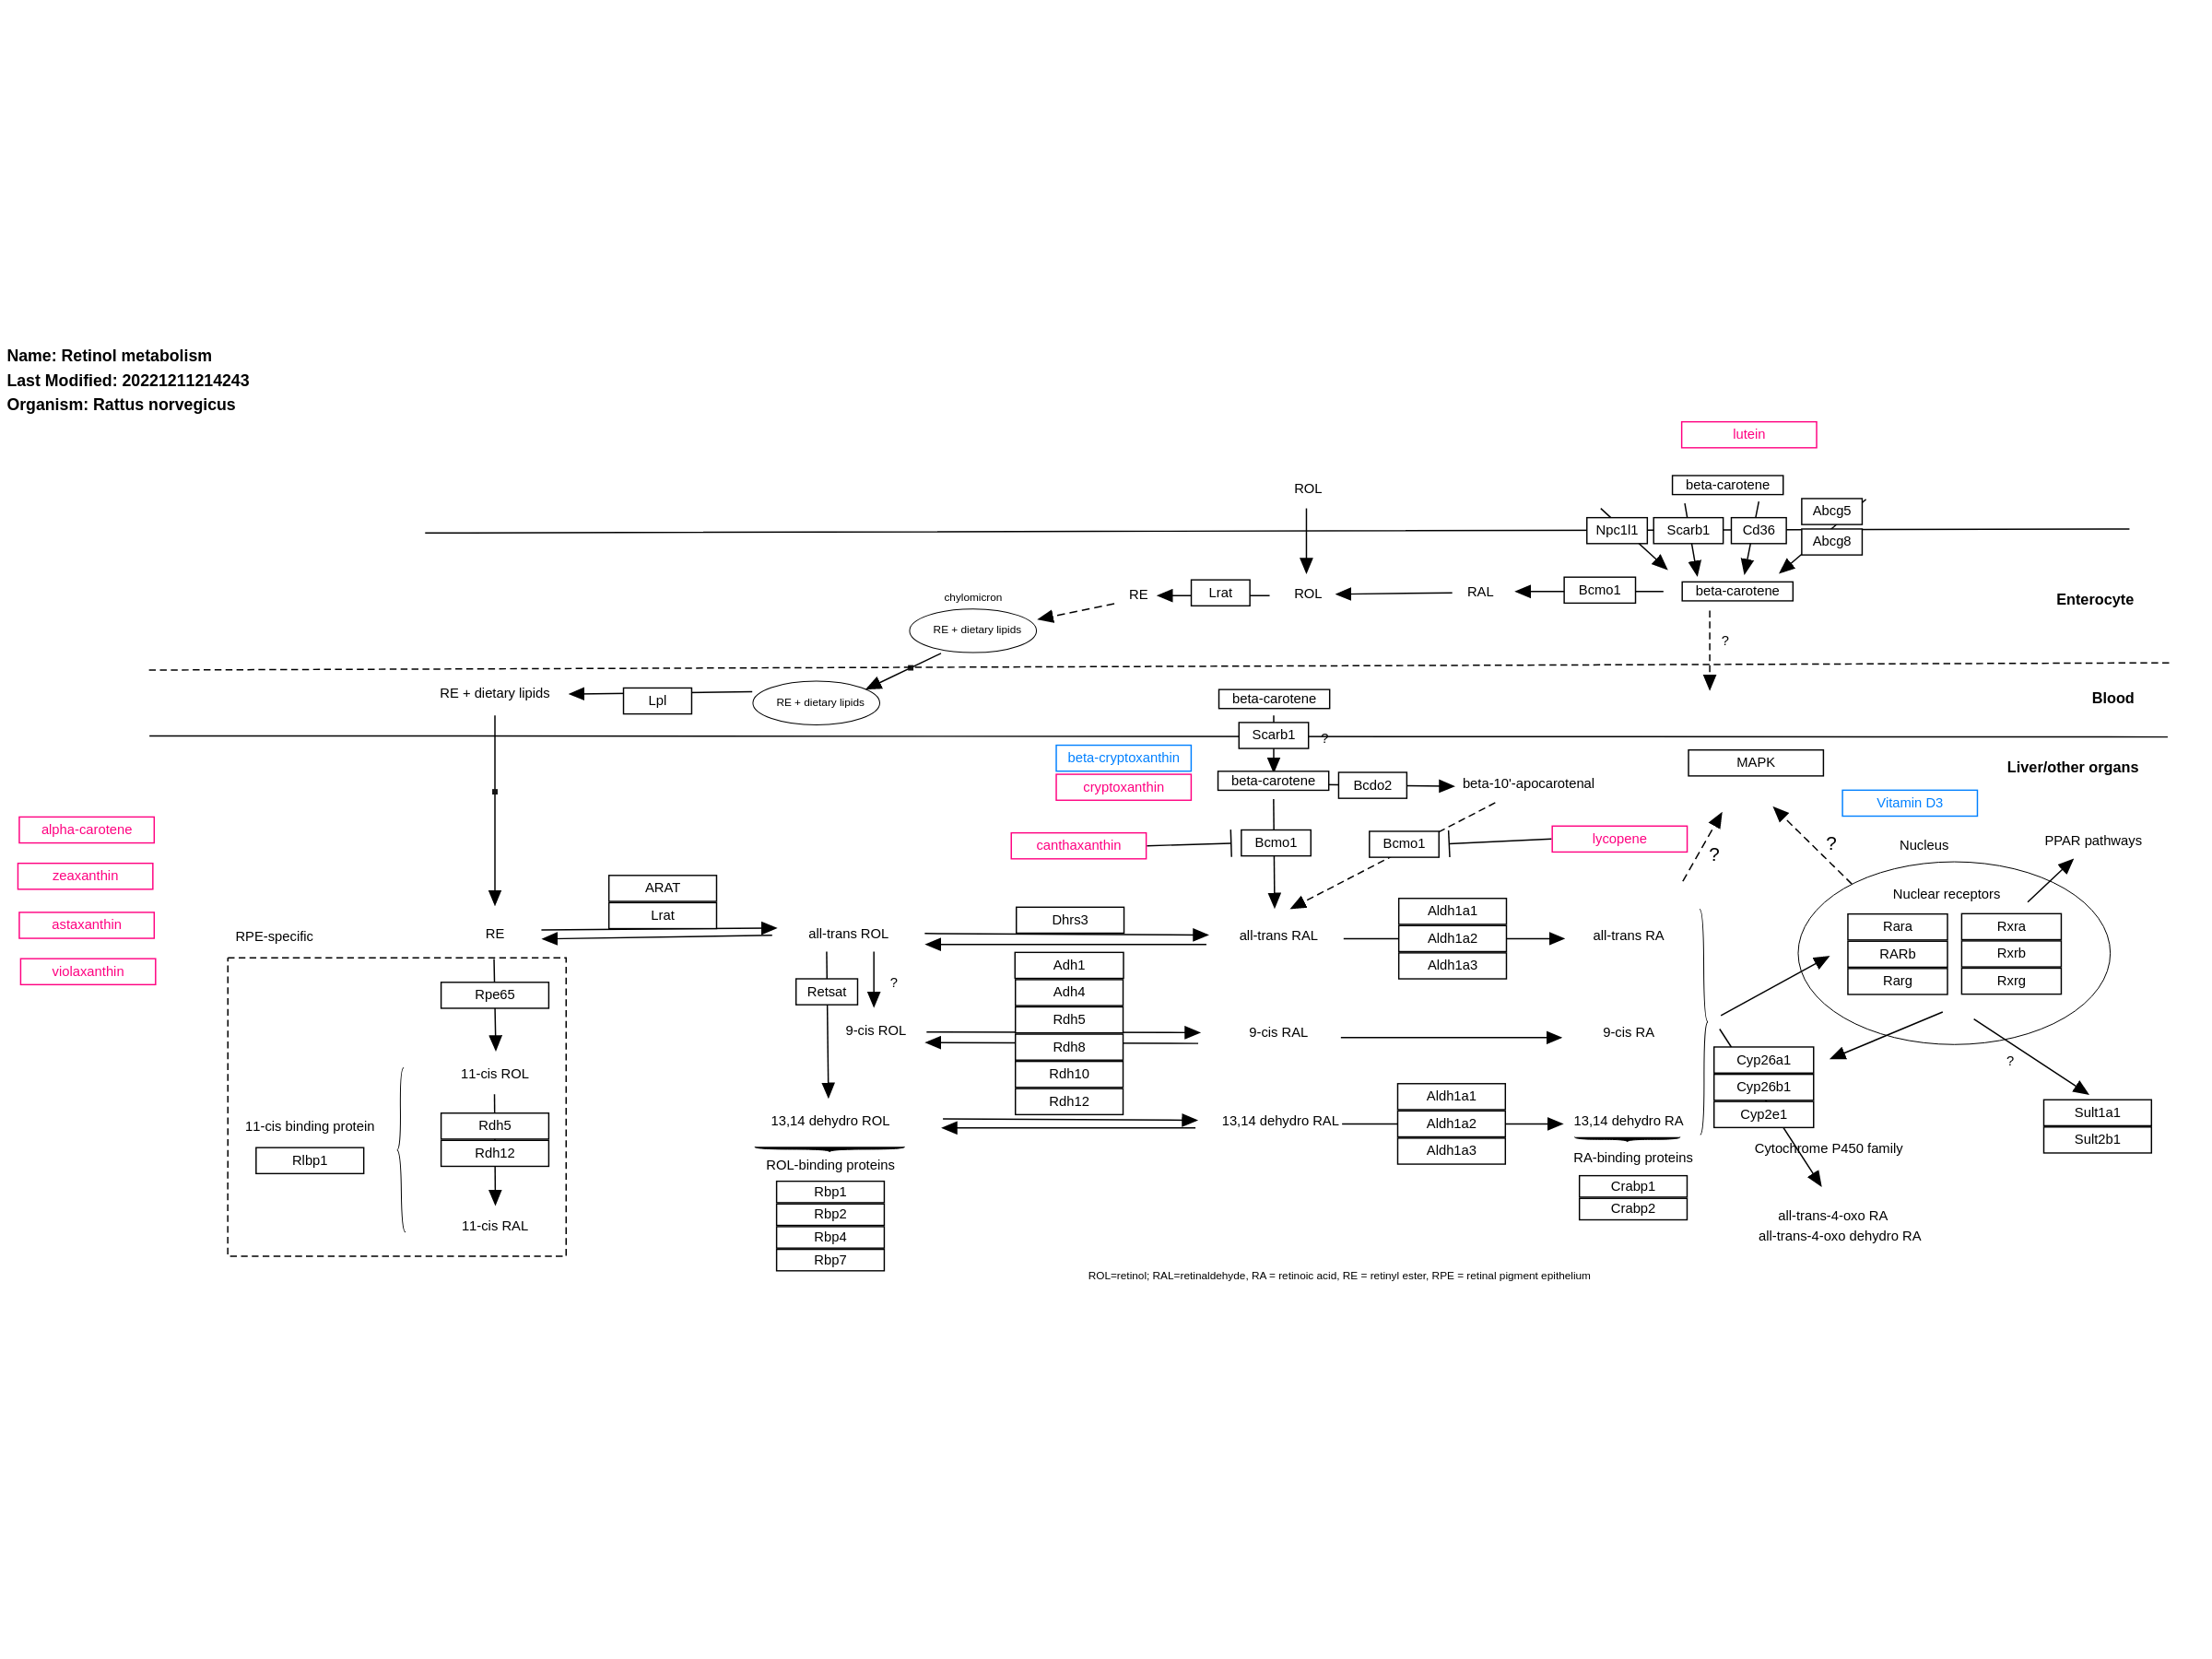 Name: Retinol metabolism
Last Modified: 20221211214243
Organism: Rattus norvegicus
lutein
ROL
beta-carotene
Abcg5
Npc1l1
Scarb1
Cd36
Abcg8
chylomicron
RE
Lrat
ROL
RAL
Bcmo1
beta-carotene
Enterocyte
RE + dietary lipids
?
RE + dietary lipids
Lpl
RE + dietary lipids
beta-carotene
Blood
Scarb1
?
beta-cryptoxanthin
cryptoxanthin
beta-carotene
Bcdo2
beta-10'-apocarotenal
MAPK
Liver/other organs
Vitamin D3
alpha-carotene
canthaxanthin
Bcmo1
Bcmo1
lycopene
?
?
Nucleus
PPAR pathways
zeaxanthin
ARAT
Lrat
Nuclear receptors
astaxanthin
RPE-specific
RE
all-trans ROL
Dhrs3
all-trans RAL
Aldh1a1
Aldh1a2
Aldh1a3
all-trans RA
Rara
RARb
Rarg
Rxra
Rxrb
Rxrg
violaxanthin
Rpe65
Retsat
?
Adh1
Adh4
Rdh5
Rdh8
Rdh10
Rdh12
9-cis ROL
9-cis RAL
9-cis RA
11-cis ROL
Cyp26a1
Cyp26b1
Cyp2e1
?
11-cis binding protein
Rlbp1
Rdh5
Rdh12
13,14 dehydro ROL
13,14 dehydro RAL
Aldh1a1
Aldh1a2
Aldh1a3
13,14 dehydro RA
Sult1a1
Sult2b1
Cytochrome P450 family
ROL-binding proteins
RA-binding proteins
Rbp1
Rbp2
Rbp4
Rbp7
Crabp1
Crabp2
11-cis RAL
all-trans-4-oxo RA
all-trans-4-oxo dehydro RA
ROL=retinol; RAL=retinaldehyde, RA = retinoic acid, RE = retinyl ester, RPE = retinal pigment epithelium